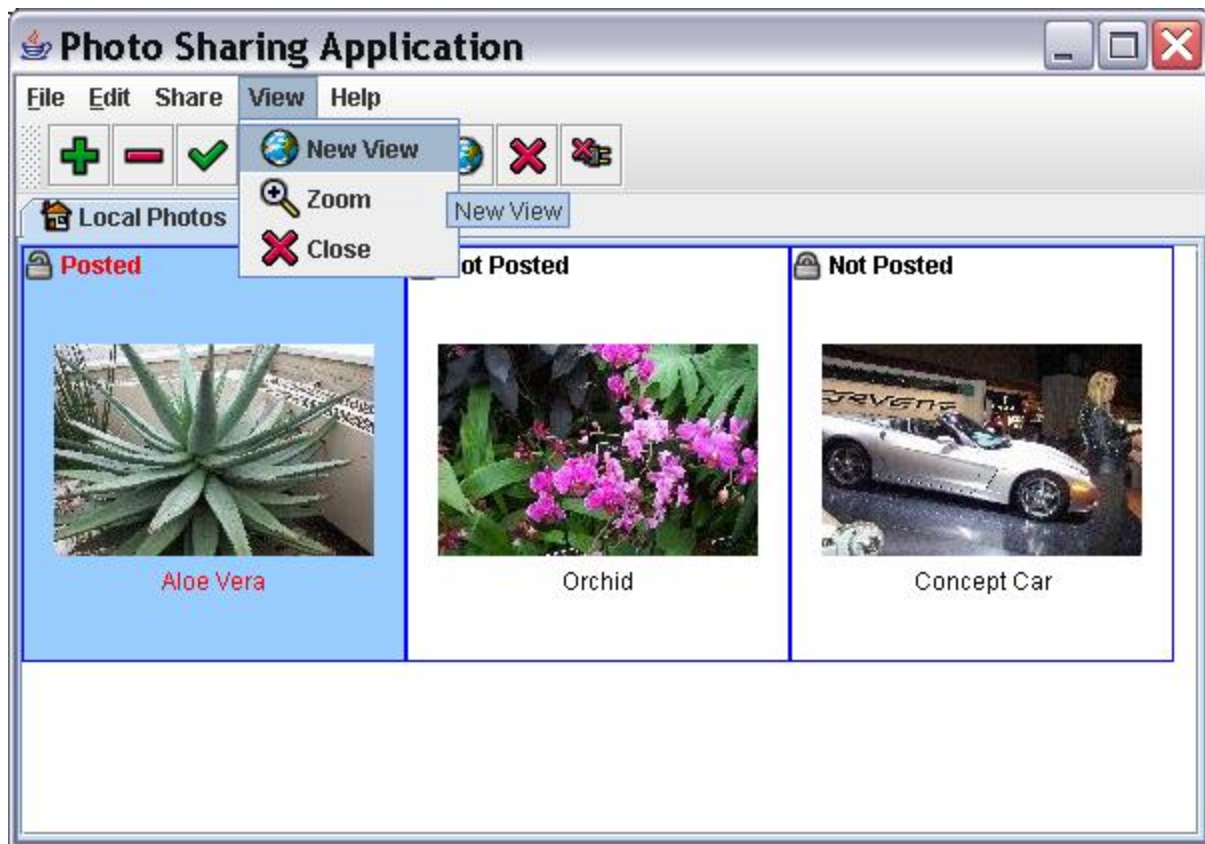 Photo Sharing Application
File Edit Share View Help
New View
Zoom
New View
Local Photos
Close
Posted
ot Posted
Not Posted
Aloe Vera
Orchid
Concept Car